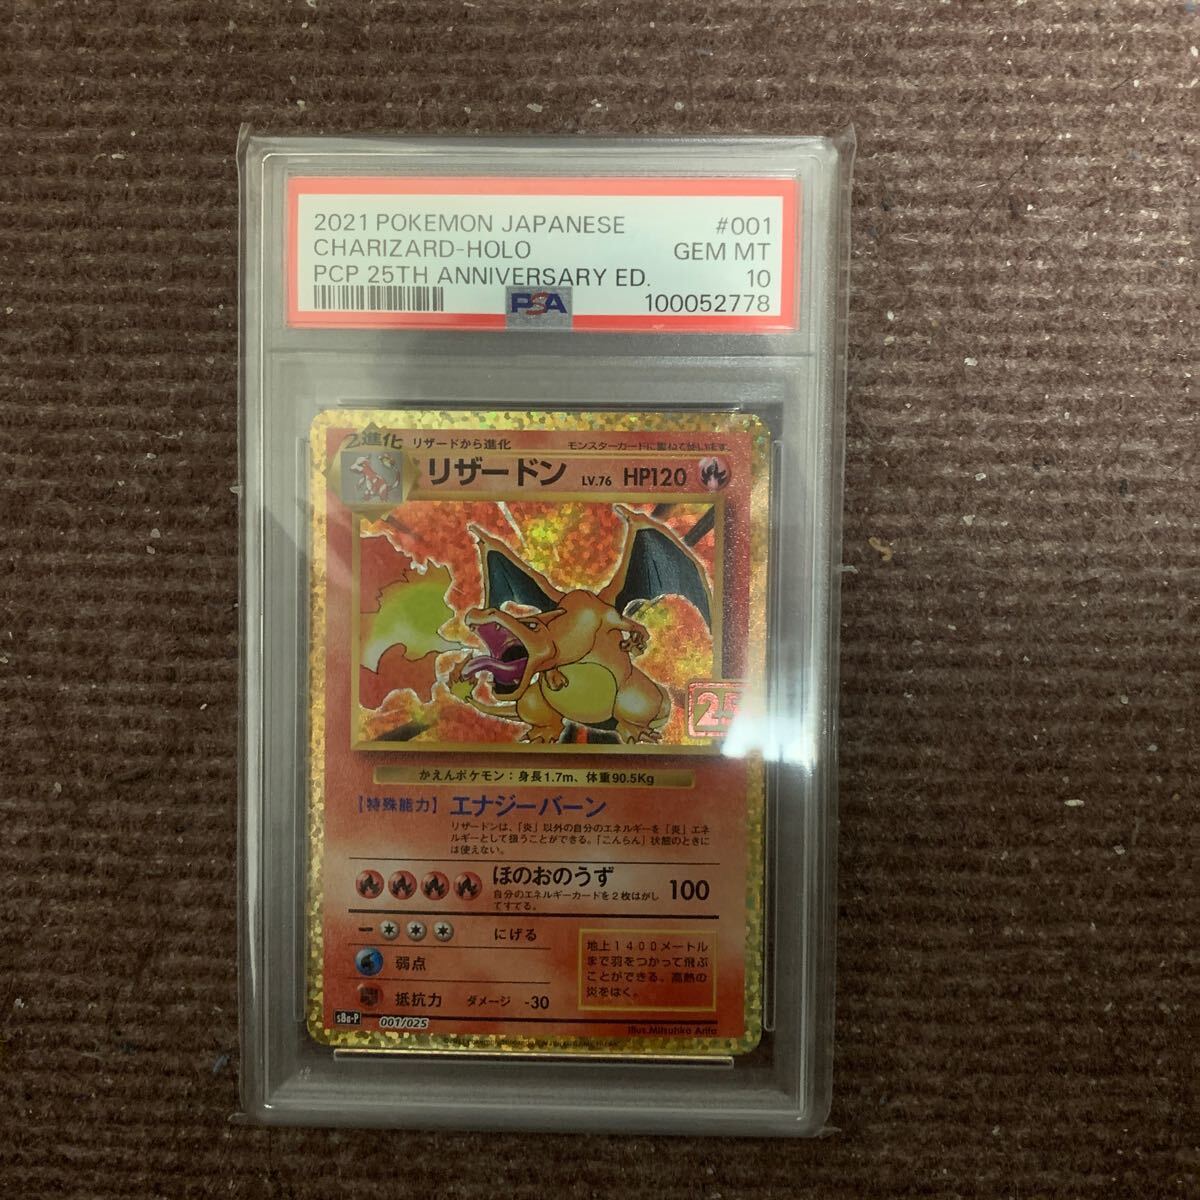 2021 POKEMON JAPANESE #001
CHARIZARD-HOLO GEM MT
PCP 25TH ANNIVERSARY ED. 10
PSA 100052778
2進化 リザードから進化 モンスターカードに重ねて使います。
リザードン LV.76 HP120
25
かえんポケモン：身長1.7m、体重90.5Kg
【特殊能力】エナジーバーン
リザードンは、「炎」以外の自分のエネルギーを「炎」エネ
ルギーとして扱うことができる。「こんらん」状態のときに
は使えない。
ほのおのうず 100
自分のエネルギーカードを２枚はがし
てすてる。
にげる
弱点
抵抗力 ダメージ -30
地上１４００メートル
まで羽をつかって飛ぶ
ことができる。高熱の
炎をはく。
s8a-P 001/025
Illus.Mitsuhiro Arita